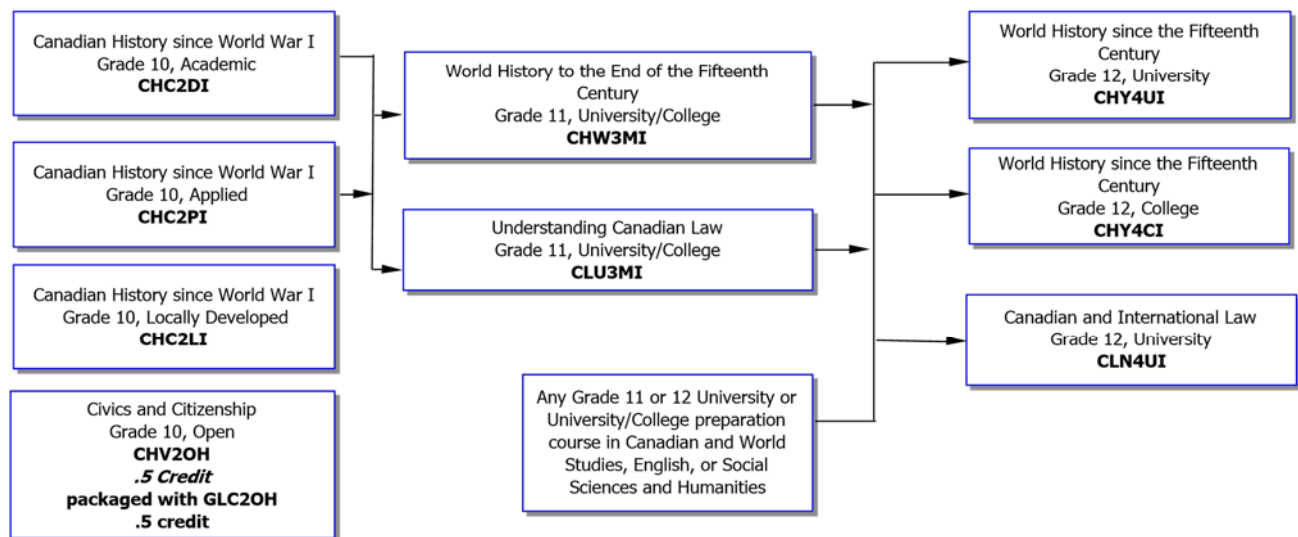 Canadian History since World War I
Grade 10, Academic
CHC2DI
Canadian History since World War I
Grade 10, Applied
CHC2PI
Canadian History since World War I
Grade 10, Locally Developed
CHC2LI
Civics and Citizenship
Grade 10, Open
CHV2OH
.5 Credit
packaged with GLC2OH
.5 credit
World History to the End of the Fifteenth
Century
Grade 11, University/College
CHW3MI
Understanding Canadian Law
Grade 11, University/College
CLU3MI
Any Grade 11 or 12 University or
University/College preparation
course in Canadian and World
Studies, English, or Social
Sciences and Humanities
World History since the Fifteenth
Century
Grade 12, University
CHY4UI
World History since the Fifteenth
Century
Grade 12, College
CHY4CI
Canadian and International Law
Grade 12, University
CLN4UI